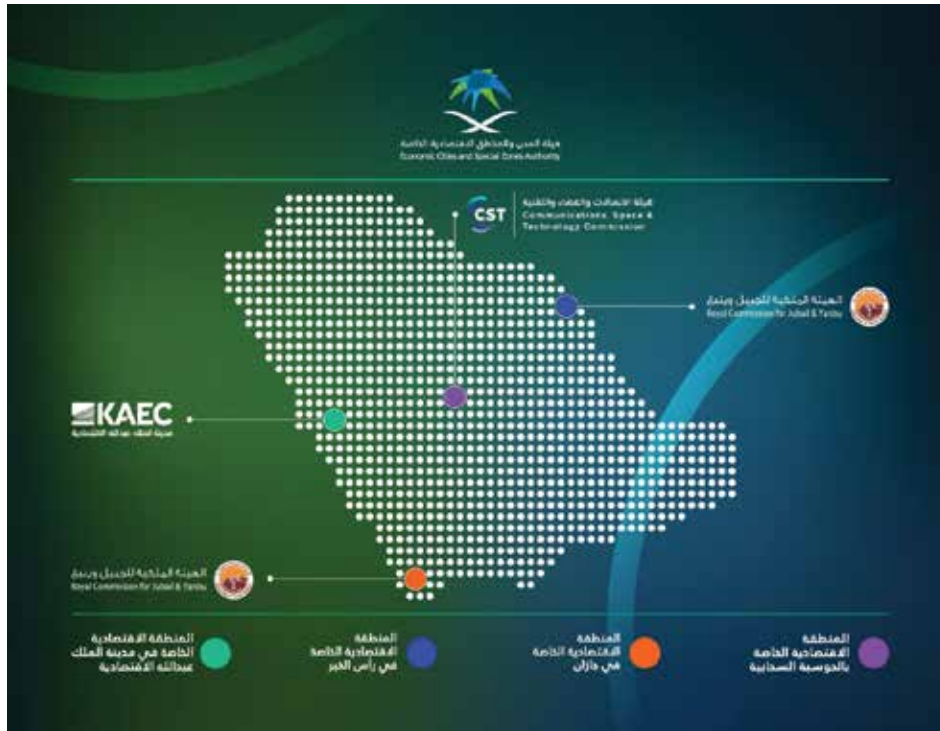 هيئة المدن والمناطق الاقتصادية الخاصة
Economic Cities and Special Zones Authority
CST
هيئة الاتصالات والفضاء والتقنية
Communications, Space &
Technology Commission
الهيئة الملكية للجبيل وينبع
Royal Commission for Jubail & Yanbu
KAEC
مدينة الملك عبدالله الاقتصادية
الهيئة الملكية للجبيل وينبع
Royal Commission for Jubail & Yanbu
المنطقة
الاقتصادية الخاصة
بالحوسبة السحابية
المنطقة
الاقتصادية الخاصة
في جازان
المنطقة
الاقتصادية الخاصة
في رأس الخير
المنطقة الاقتصادية
الخاصة في مدينة الملك
عبدالله الاقتصادية